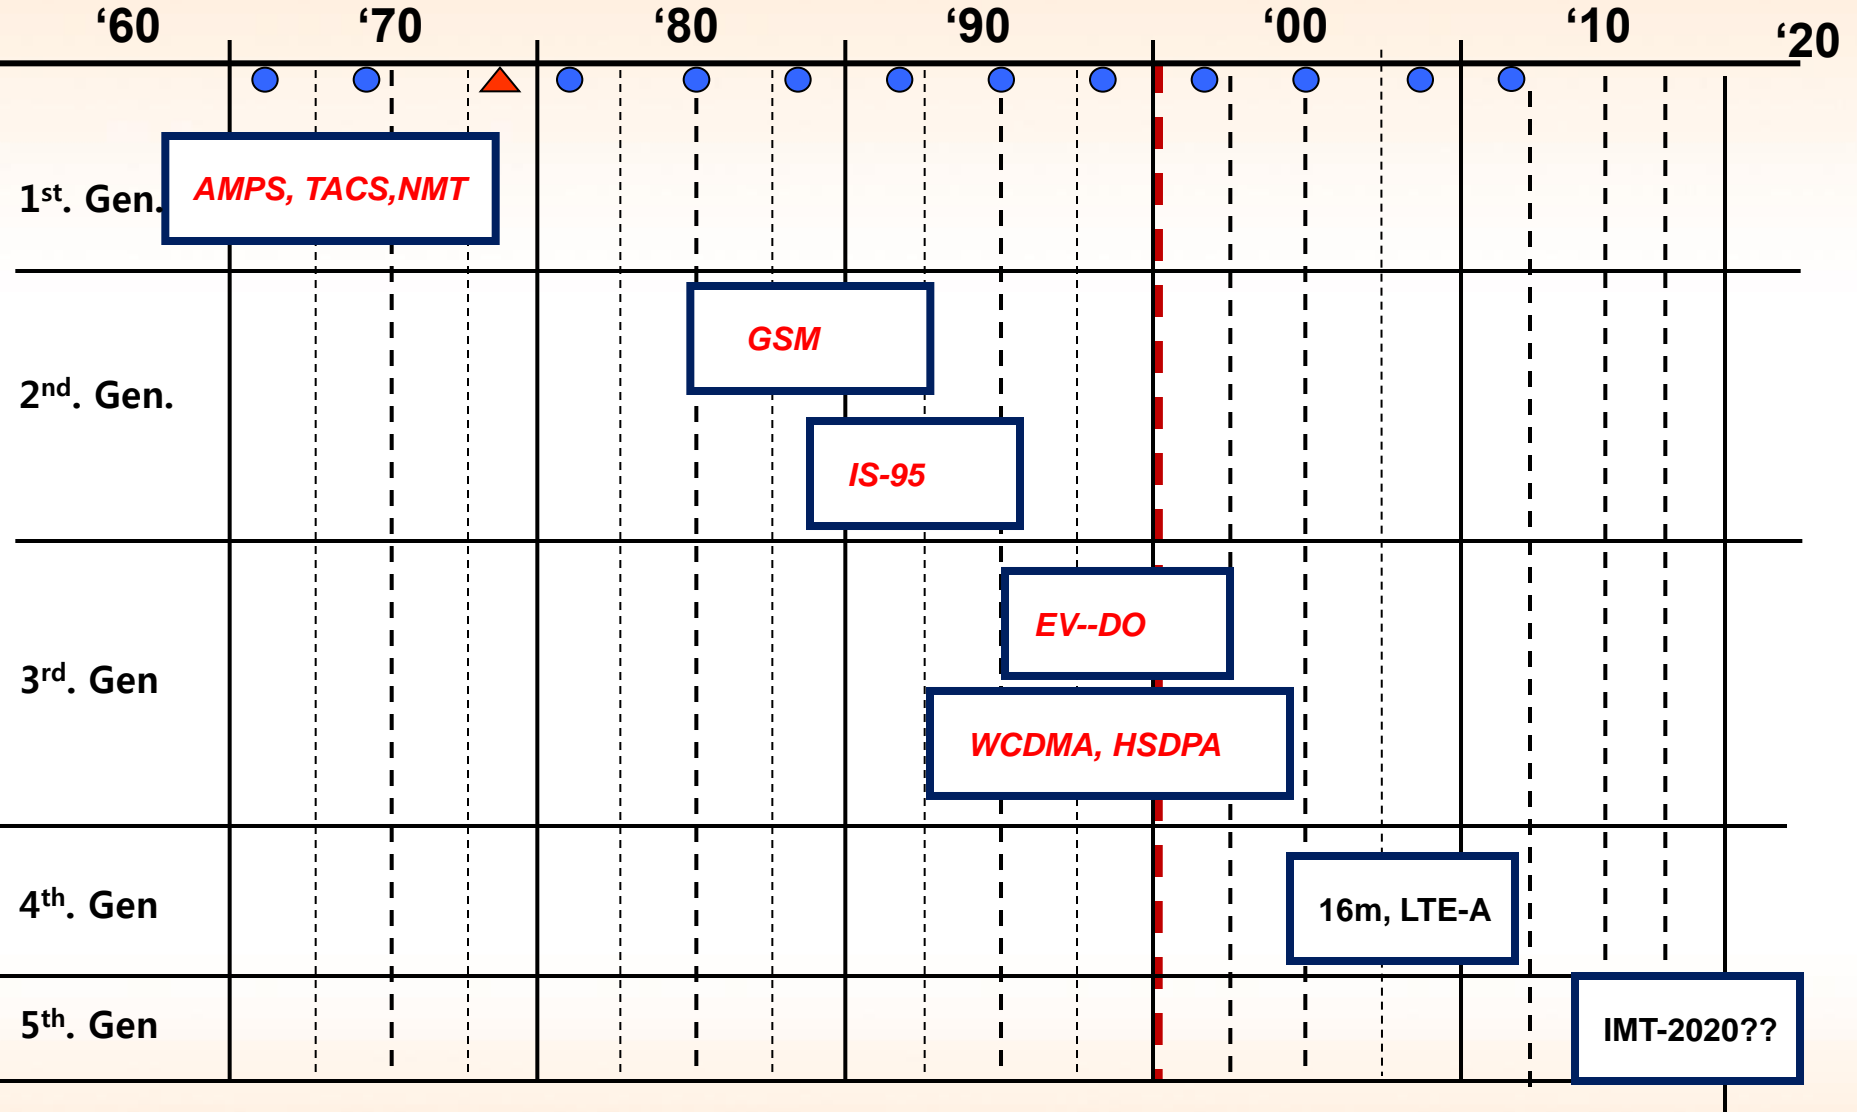 ‘60 ‘70 ‘80 ‘90 ‘00 ‘10 ‘20
1st. Gen. AMPS, TACS,NMT
GSM
2nd. Gen.
IS-95
EV--DO
3rd. Gen
WCDMA, HSDPA
4th. Gen 16m, LTE-A
5th. Gen IMT-2020??